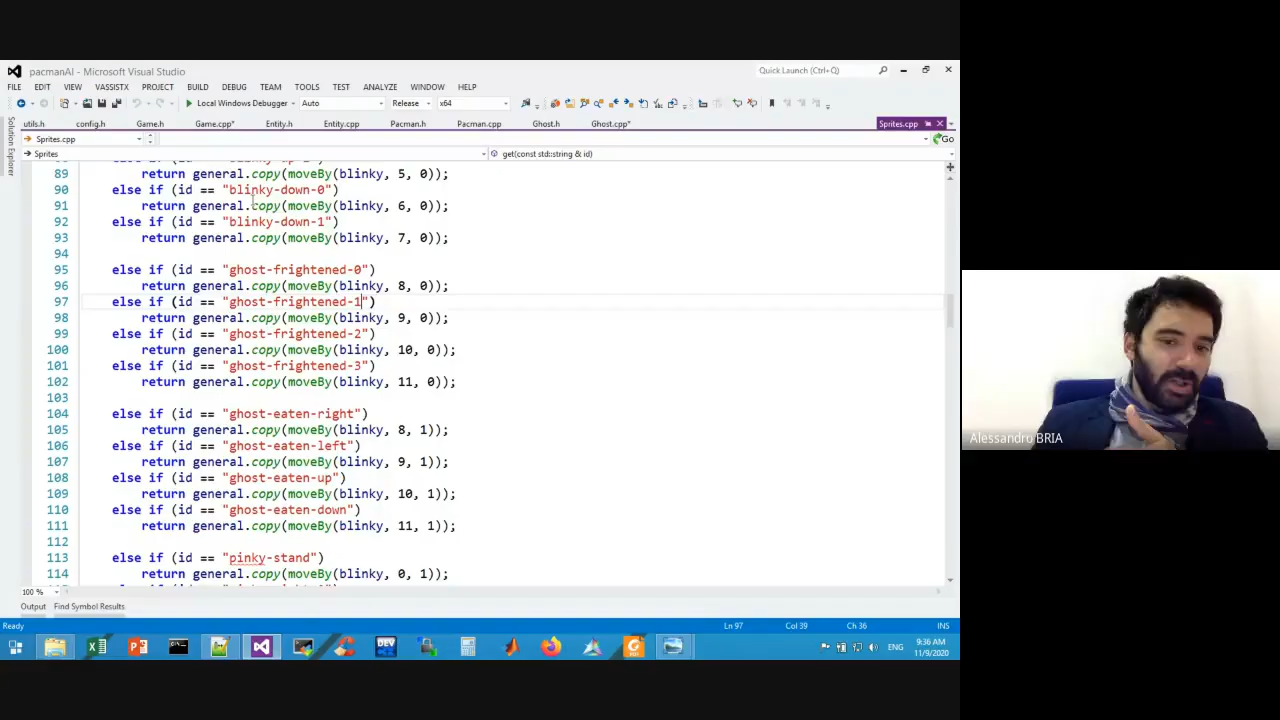 pacmanAI - Microsoft Visual Studio
Quick Launch (Ctrl+Q)
FILE EDIT VIEW VASSISTX PROJECT BUILD DEBUG TEAM TOOLS TEST ANALYZE WINDOW HELP
Local Windows Debugger Auto Release x64
utils.h config.h Game.h Game.cpp* Entity.h Entity.cpp Pacman.h Pacman.cpp Ghost.h Ghost.cpp* Sprites.cpp
Solution Explorer
Sprites.cpp Go
Sprites get(const std::string & id)
89 return general.copy(moveBy(blinky, 5, 0));
90 else if (id == "blinky-down-0")
91 return general.copy(moveBy(blinky, 6, 0));
92 else if (id == "blinky-down-1")
93 return general.copy(moveBy(blinky, 7, 0));
94
95 else if (id == "ghost-frightened-0")
96 return general.copy(moveBy(blinky, 8, 0));
97 else if (id == "ghost-frightened-1")
98 return general.copy(moveBy(blinky, 9, 0));
99 else if (id == "ghost-frightened-2")
100 return general.copy(moveBy(blinky, 10, 0));
101 else if (id == "ghost-frightened-3")
102 return general.copy(moveBy(blinky, 11, 0));
103
104 else if (id == "ghost-eaten-right")
105 return general.copy(moveBy(blinky, 8, 1));
106 else if (id == "ghost-eaten-left")
107 return general.copy(moveBy(blinky, 9, 1));
108 else if (id == "ghost-eaten-up")
109 return general.copy(moveBy(blinky, 10, 1));
110 else if (id == "ghost-eaten-down")
111 return general.copy(moveBy(blinky, 11, 1));
112
113 else if (id == "pinky-stand")
114 return general.copy(moveBy(blinky, 0, 1));
100 %
Output Find Symbol Results
Ready Ln 97 Col 39 Ch 36 INS
DEV
ENG
9:36 AM
11/9/2020
Alessandro BRIA